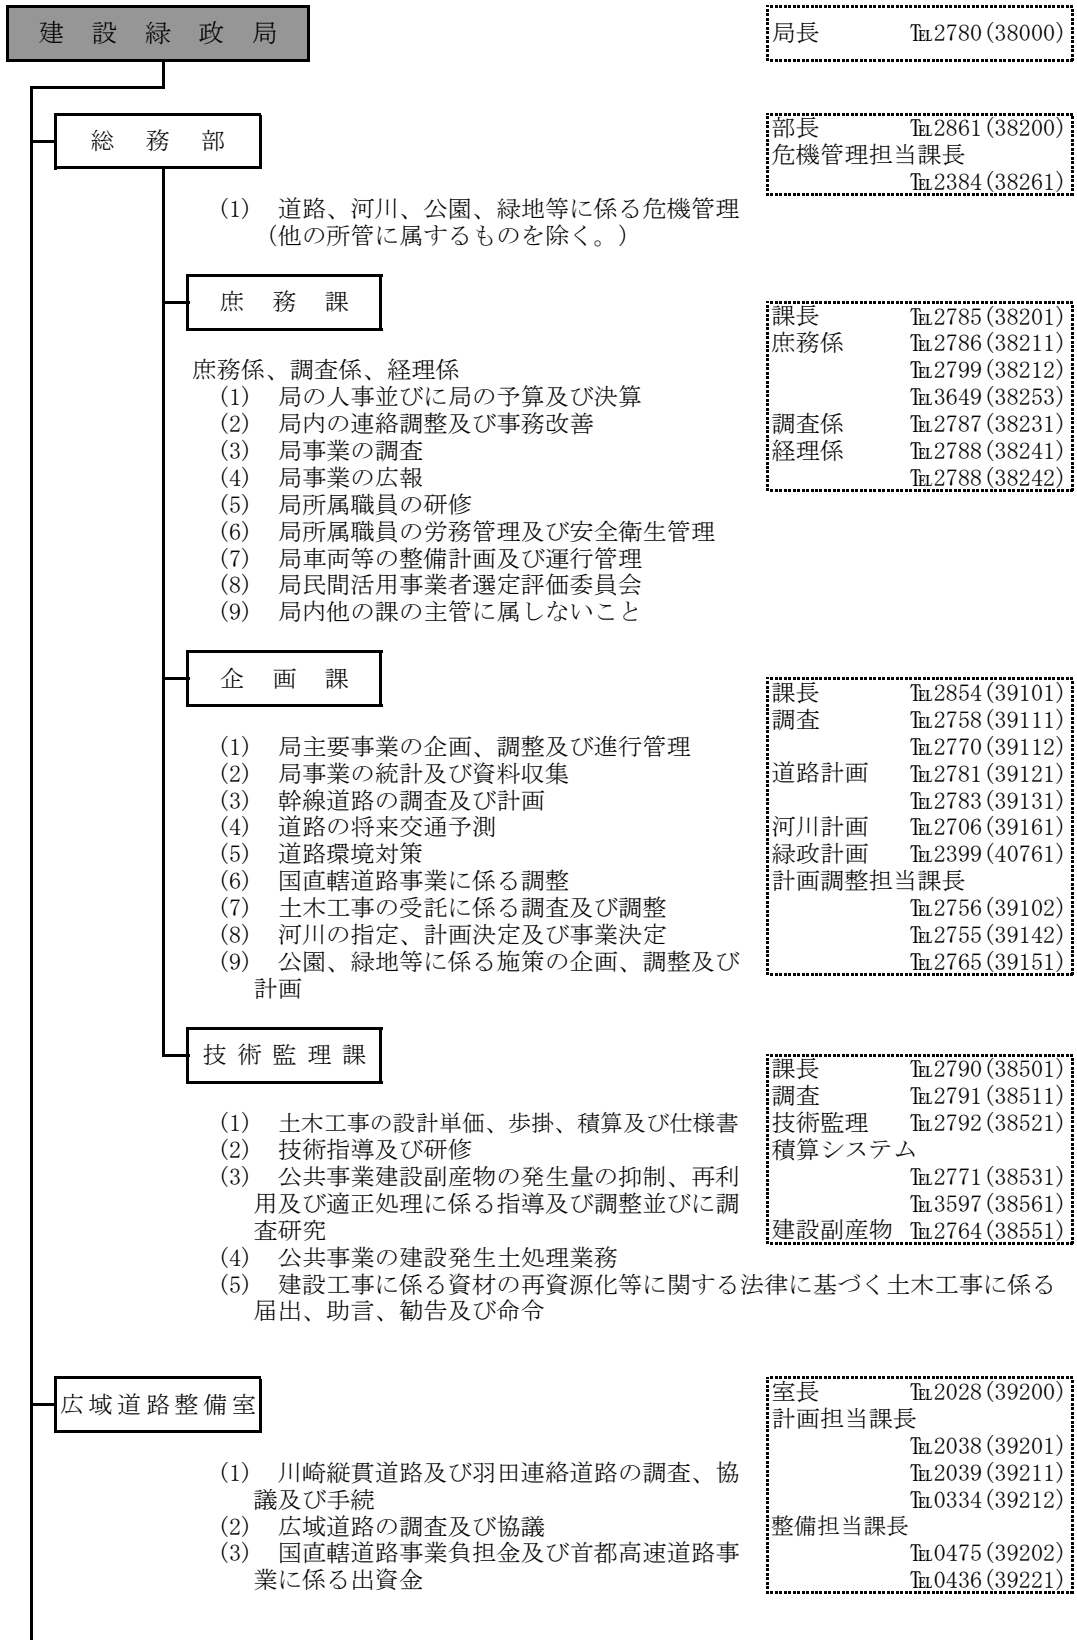 建設緑政局
局長 ℡2780(38000)
総務部
部長 ℡2861(38200)
危機管理担当課長
℡2384(38261)
(1) 道路、河川、公園、緑地等に係る危機管理
(他の所管に属するものを除く。)
庶務課
課長 ℡2785(38201)
庶務係 ℡2786(38211)
℡2799(38212)
℡3649(38253)
調査係 ℡2787(38231)
経理係 ℡2788(38241)
℡2788(38242)
庶務係、調査係、経理係
(1) 局の人事並びに局の予算及び決算
(2) 局内の連絡調整及び事務改善
(3) 局事業の調査
(4) 局事業の広報
(5) 局所属職員の研修
(6) 局所属職員の労務管理及び安全衛生管理
(7) 局車両等の整備計画及び運行管理
(8) 局民間活用事業者選定評価委員会
(9) 局内他の課の主管に属しないこと
企画課
課長 ℡2854(39101)
調査 ℡2758(39111)
℡2770(39112)
道路計画 ℡2781(39121)
℡2783(39131)
河川計画 ℡2706(39161)
緑政計画 ℡2399(40761)
計画調整担当課長
℡2756(39102)
℡2755(39142)
℡2765(39151)
(1) 局主要事業の企画、調整及び進行管理
(2) 局事業の統計及び資料収集
(3) 幹線道路の調査及び計画
(4) 道路の将来交通予測
(5) 道路環境対策
(6) 国直轄道路事業に係る調整
(7) 土木工事の受託に係る調査及び調整
(8) 河川の指定、計画決定及び事業決定
(9) 公園、緑地等に係る施策の企画、調整及び
計画
技術監理課
課長 ℡2790(38501)
調査 ℡2791(38511)
技術監理 ℡2792(38521)
積算システム
℡2771(38531)
℡3597(38561)
建設副産物 ℡2764(38551)
(1) 土木工事の設計単価、歩掛、積算及び仕様書
(2) 技術指導及び研修
(3) 公共事業建設副産物の発生量の抑制、再利
用及び適正処理に係る指導及び調整並びに調
査研究
(4) 公共事業の建設発生土処理業務
(5) 建設工事に係る資材の再資源化等に関する法律に基づく土木工事に係る
届出、助言、勧告及び命令
広域道路整備室
室長 ℡2028(39200)
計画担当課長
℡2038(39201)
℡2039(39211)
℡0334(39212)
整備担当課長
℡0475(39202)
℡0436(39221)
(1) 川崎縦貫道路及び羽田連絡道路の調査、協
議及び手続
(2) 広域道路の調査及び協議
(3) 国直轄道路事業負担金及び首都高速道路事
業に係る出資金